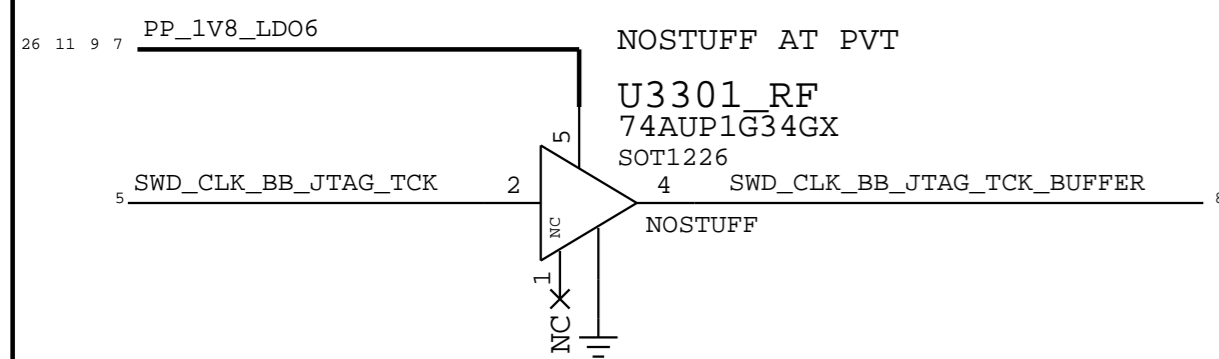 26 11 9 7 PP_1V8_LDO6
NOSTUFF AT PVT
U3301_RF
74AUP1G34GX
SOT1226
5
5 SWD_CLK_BB_JTAG_TCK 2
4 SWD_CLK_BB_JTAG_TCK_BUFFER 8
NOSTUFF
NC
1
NC